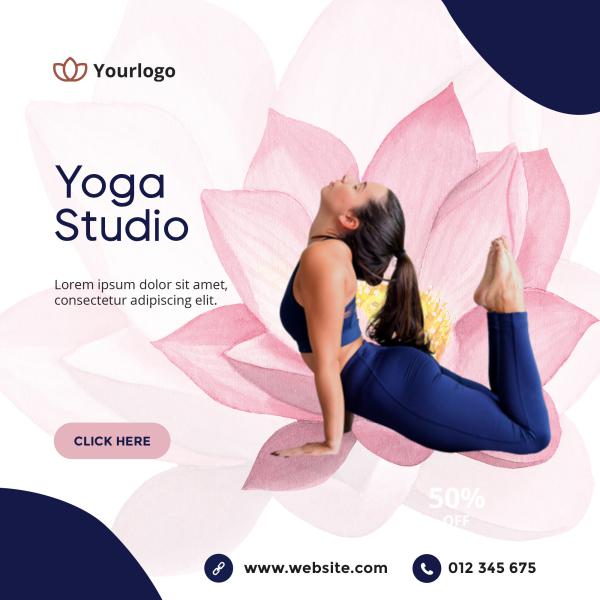 Yourlogo
Yoga
Studio
Lorem ipsum dolor sit amet,
consectetur adipiscing elit.
CLICK HERE
50%
OFF
www.website.com
012 345 675